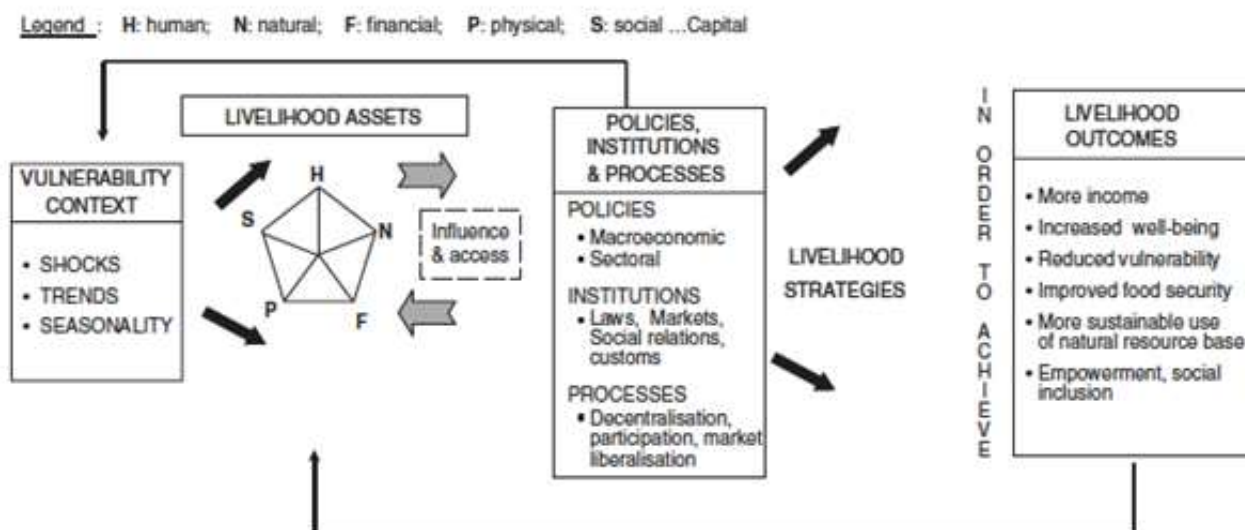 Legend : H: human; N: natural; F: financial; P: physical; S: social ...Capital
LIVELIHOOD ASSETS
VULNERABILITY
CONTEXT
• SHOCKS
• TRENDS
• SEASONALITY
H
S
N
P
F
Influence
& access
POLICIES,
INSTITUTIONS
& PROCESSES
POLICIES
• Macroeconomic
• Sectoral
INSTITUTIONS
• Laws, Markets,
Social relations,
customs
PROCESSES
• Decentralisation,
participation, market
liberalisation
LIVELIHOOD
STRATEGIES
IN ORDER TO ACHIEVE
LIVELIHOOD
OUTCOMES
• More income
• Increased well-being
• Reduced vulnerability
• Improved food security
• More sustainable use
of natural resource base
• Empowerment, social
inclusion